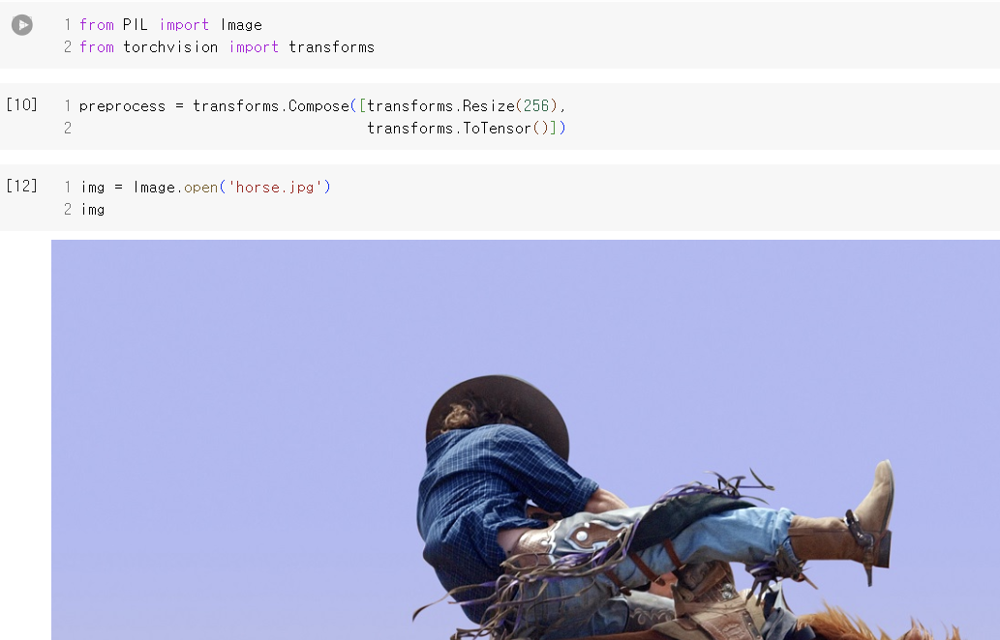 1 from PIL import Image
2 from torchvision import transforms
[10] 1 preprocess = transforms.Compose([transforms.Resize(256),
2                                  transforms.ToTensor()])
[12] 1 img = Image.open('horse.jpg')
2 img